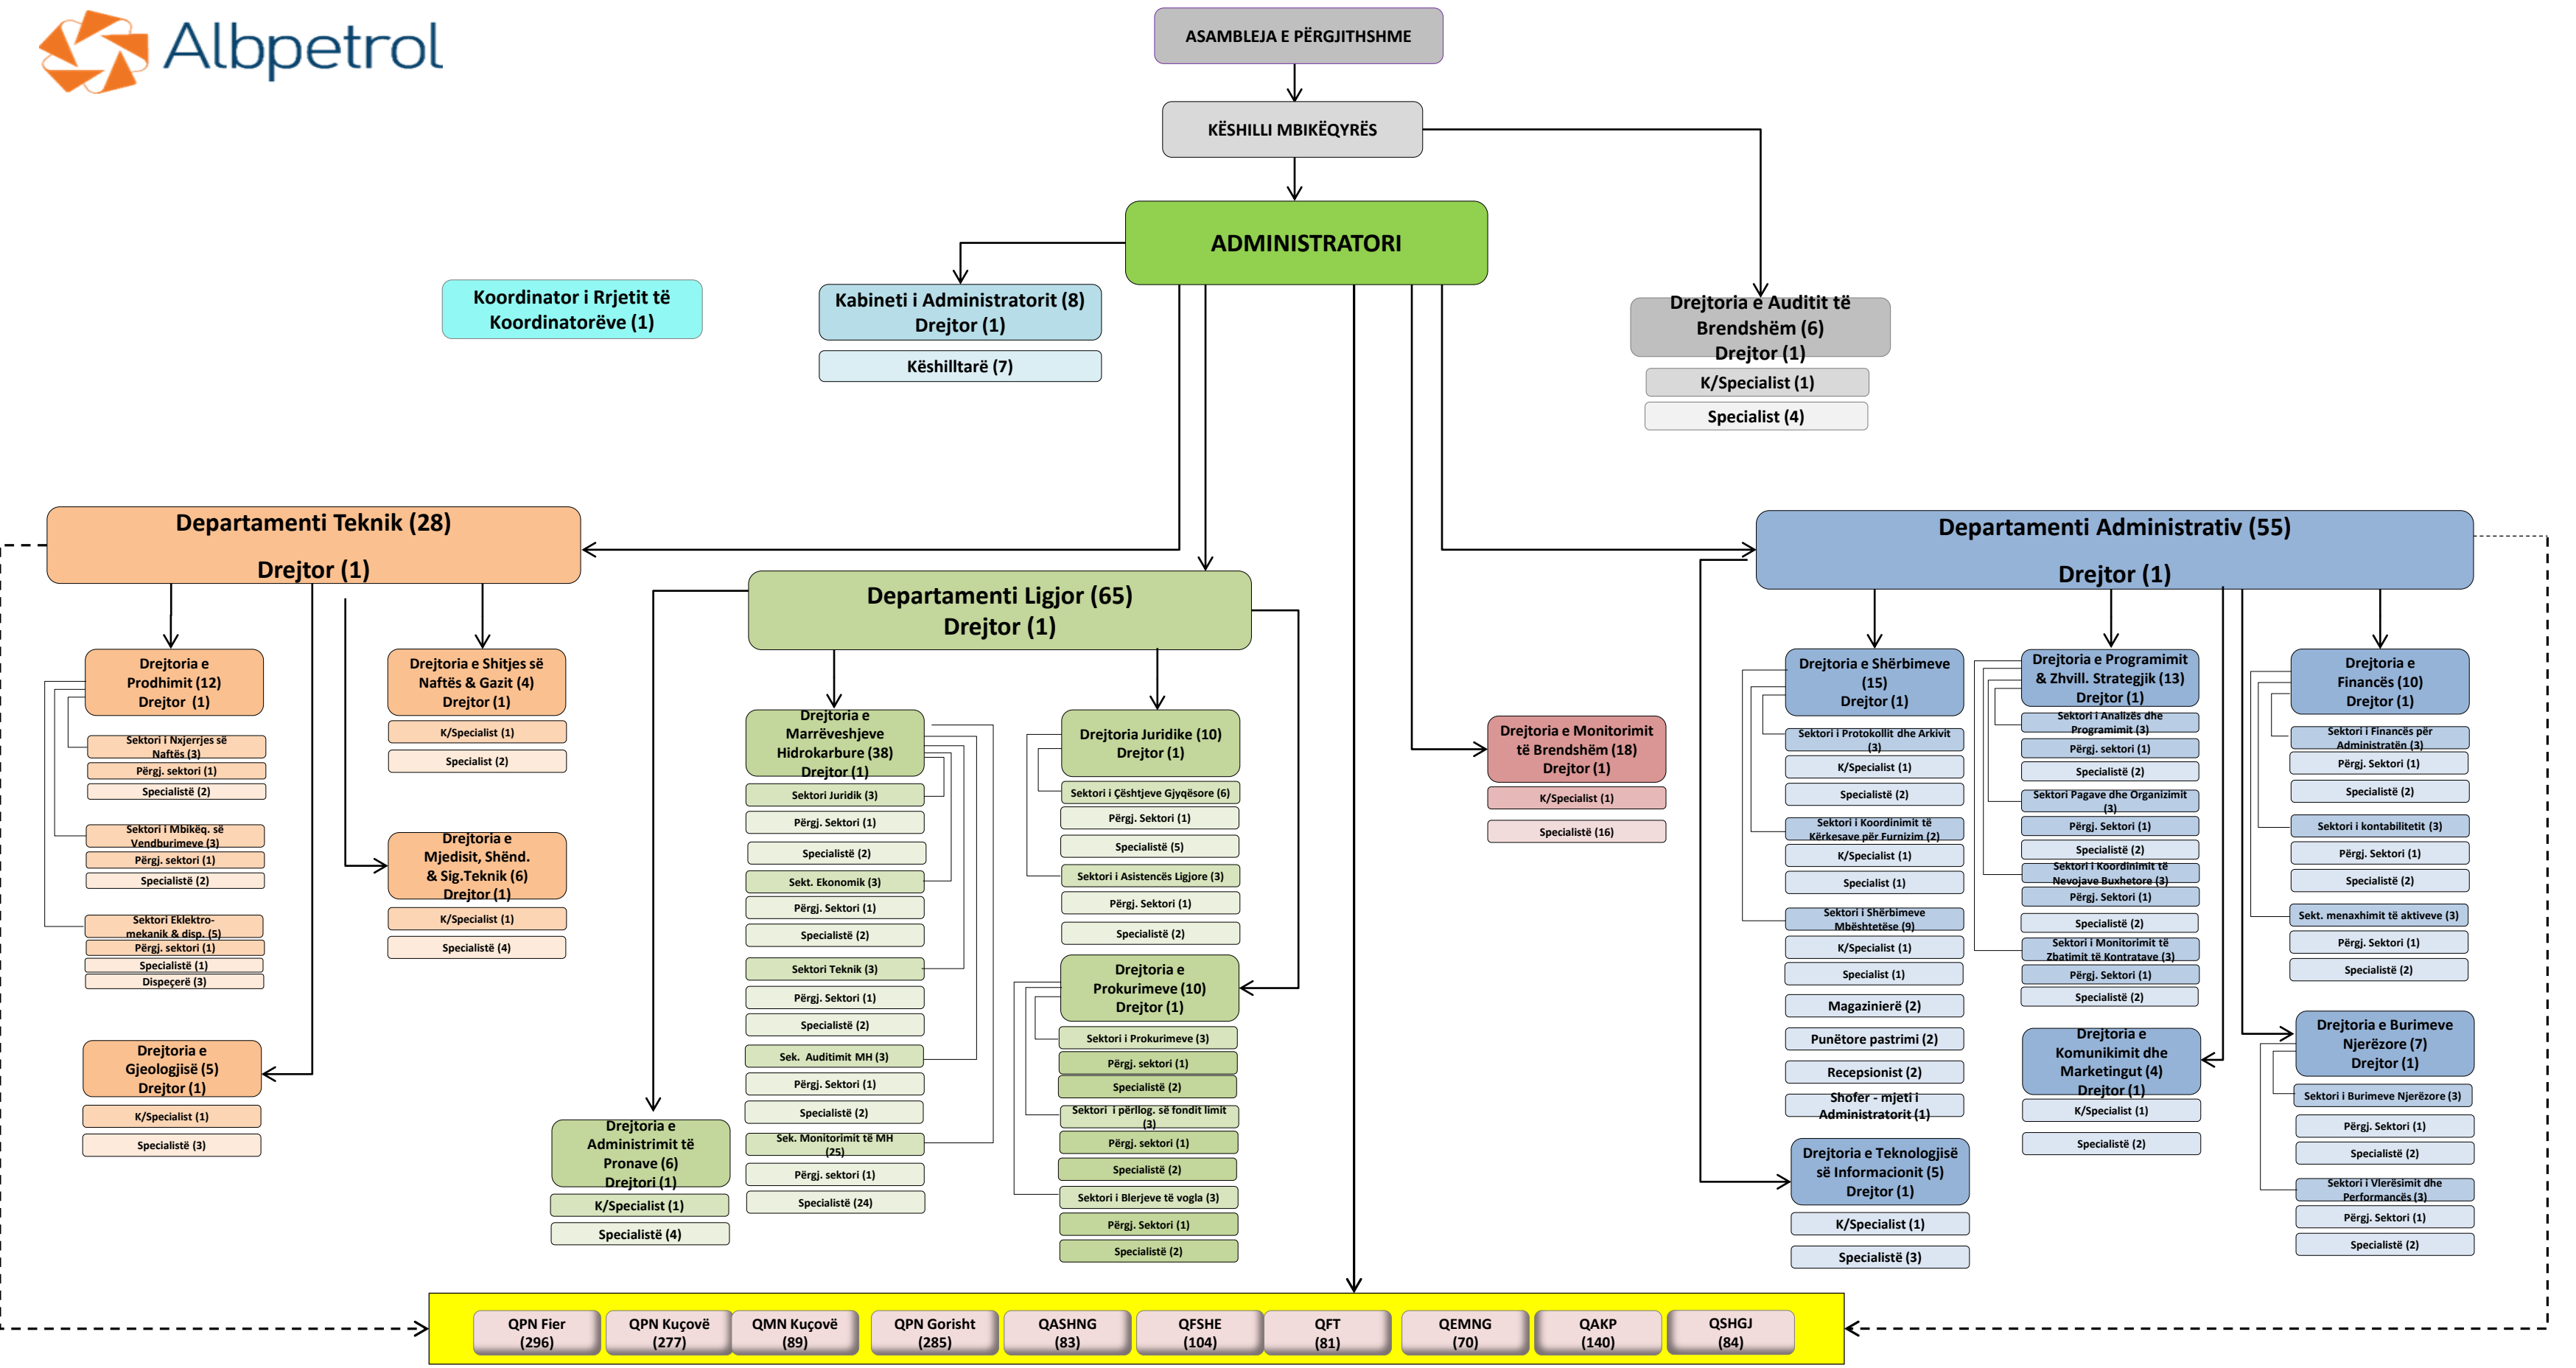 Albpetrol
ASAMBLEJA E PËRGJITHSHME
KËSHILLI MBIKËQYRËS
ADMINISTRATORI
Koordinator i Rrjetit të
Koordinatorëve (1)
Kabineti i Administratorit (8)
Drejtor (1)
Këshilltarë (7)
Drejtoria e Auditit të
Brendshëm (6)
Drejtor (1)
K/Specialist (1)
Specialist (4)
Departamenti Teknik (28)
Drejtor (1)
Drejtoria e
Prodhimit (12)
Drejtor (1)
Sektori i Nxjerrjes së
Naftës (3)
Përgj. sektori (1)
Specialistë (2)
Sektori i Mbikëq. së
Vendburimeve (3)
Përgj. sektori (1)
Specialistë (2)
Sektori Eklektro-
mekanik & disp. (5)
Përgj. sektori (1)
Specialistë (1)
Dispeçerë (3)
Drejtoria e
Gjeologjisë (5)
Drejtor (1)
K/Specialist (1)
Specialistë (3)
Drejtoria e Shitjes së
Naftës & Gazit (4)
Drejtor (1)
K/Specialist (1)
Specialist (2)
Drejtoria e
Mjedisit, Shënd.
& Sig.Teknik (6)
Drejtor (1)
K/Specialist (1)
Specialistë (4)
Departamenti Ligjor (65)
Drejtor (1)
Drejtoria e
Administrimit të
Pronave (6)
Drejtori (1)
K/Specialist (1)
Specialistë (4)
Drejtoria e
Marrëveshjeve
Hidrokarbure (38)
Drejtor (1)
Sektori Juridik (3)
Përgj. Sektori (1)
Specialistë (2)
Sekt. Ekonomik (3)
Përgj. Sektori (1)
Specialistë (2)
Sektori Teknik (3)
Përgj. Sektori (1)
Specialistë (2)
Sek. Auditimit MH (3)
Përgj. Sektori (1)
Specialistë (2)
Sek. Monitorimit të MH
(25)
Përgj. sektori (1)
Specialistë (24)
Drejtoria Juridike (10)
Drejtor (1)
Sektori i Çështjeve Gjyqësore (6)
Përgj. Sektori (1)
Specialistë (5)
Sektori i Asistencës Ligjore (3)
Përgj. Sektori (1)
Specialistë (2)
Drejtoria e
Prokurimeve (10)
Drejtor (1)
Sektori i Prokurimeve (3)
Përgj. sektori (1)
Specialistë (2)
Sektori i përllog. së fondit limit
(3)
Përgj. sektori (1)
Specialistë (2)
Sektori i Blerjeve të vogla (3)
Përgj. Sektori (1)
Specialistë (2)
Drejtoria e Monitorimit
të Brendshëm (18)
Drejtor (1)
K/Specialist (1)
Specialistë (16)
Departamenti Administrativ (55)
Drejtor (1)
Drejtoria e Shërbimeve
(15)
Drejtor (1)
Sektori i Protokollit dhe Arkivit
(3)
K/Specialist (1)
Specialistë (2)
Sektori i Koordinimit të
Kërkesave për Furnizim (2)
K/Specialist (1)
Specialist (1)
Sektori i Shërbimeve
Mbështetëse (9)
K/Specialist (1)
Specialist (1)
Magazinierë (2)
Punëtore pastrimi (2)
Recepsionist (2)
Shofer - mjeti i
Administratorit (1)
Drejtoria e Teknologjisë
së Informacionit (5)
Drejtor (1)
K/Specialist (1)
Specialistë (3)
Drejtoria e Programimit
& Zhvill. Strategjik (13)
Drejtor (1)
Sektori i Analizës dhe
Programimit (3)
Përgj. sektori (1)
Specialistë (2)
Sektori Pagave dhe Organizimit
(3)
Përgj. Sektori (1)
Specialistë (2)
Sektori i Koordinimit të
Nevojave Buxhetore (3)
Përgj. Sektori (1)
Specialistë (2)
Sektori i Monitorimit të
Zbatimit të Kontratave (3)
Përgj. Sektori (1)
Specialistë (2)
Drejtoria e
Komunikimit dhe
Marketingut (4)
Drejtor (1)
K/Specialist (1)
Specialistë (2)
Drejtoria e
Financës (10)
Drejtor (1)
Sektori i Financës për
Administratën (3)
Përgj. Sektori (1)
Specialistë (2)
Sektori i kontabilitetit (3)
Përgj. Sektori (1)
Specialistë (2)
Sekt. menaxhimit të aktiveve (3)
Përgj. Sektori (1)
Specialistë (2)
Drejtoria e Burimeve
Njerëzore (7)
Drejtor (1)
Sektori i Burimeve Njerëzore (3)
Përgj. Sektori (1)
Specialistë (2)
Sektori i Vlerësimit dhe
Performancës (3)
Përgj. Sektori (1)
Specialistë (2)
QPN Fier
(296)
QPN Kuçovë
(277)
QMN Kuçovë
(89)
QPN Gorisht
(285)
QASHNG
(83)
QFSHE
(104)
QFT
(81)
QEMNG
(70)
QAKP
(140)
QSHGJ
(84)